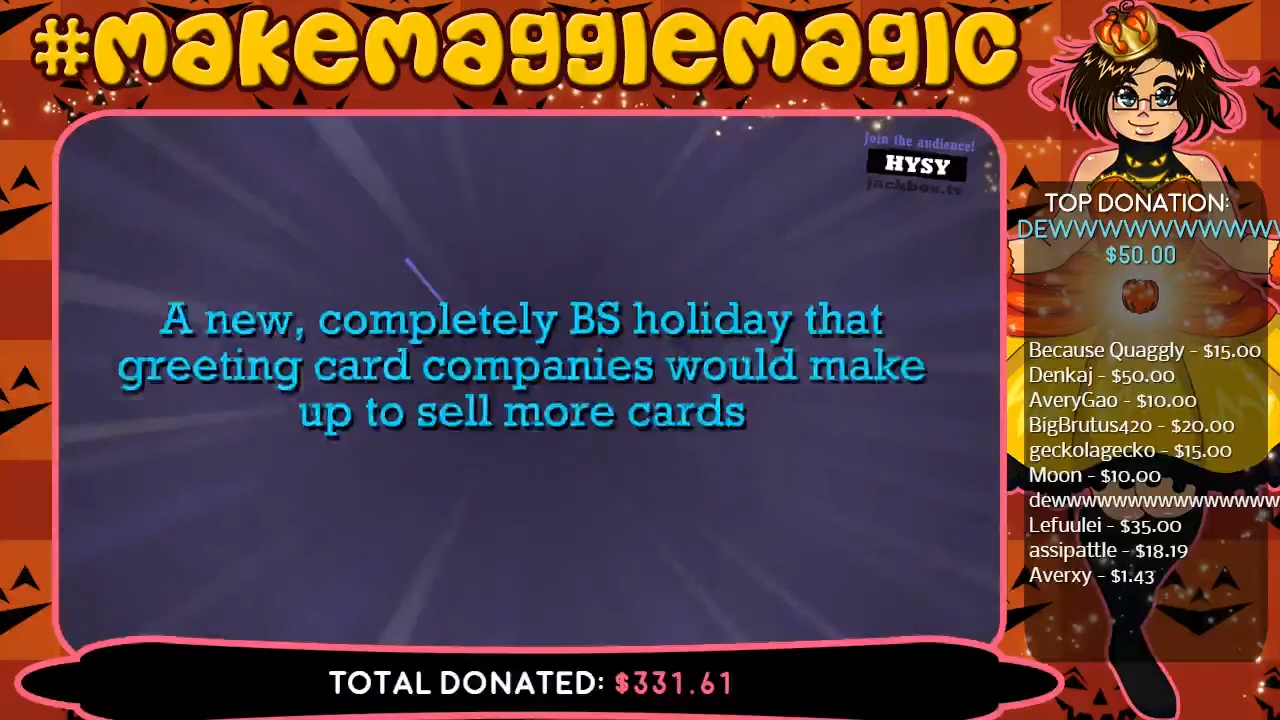 #makemaggiemagic
Join the audience!
HYSY
jackbox.tv
A new, completely BS holiday that
greeting card companies would make
up to sell more cards
TOP DONATION:
DEWWWWWWWWWWW
$50.00
Because Quaggly - $15.00
Denkaj - $50.00
AveryGao - $10.00
BigBrutus420 - $20.00
geckolagecko - $15.00
Moon - $10.00
dewwwwwwwwwwwwwww
Lefuulei - $35.00
assipattle - $18.19
Averxy - $1.43
TOTAL DONATED: $331.61